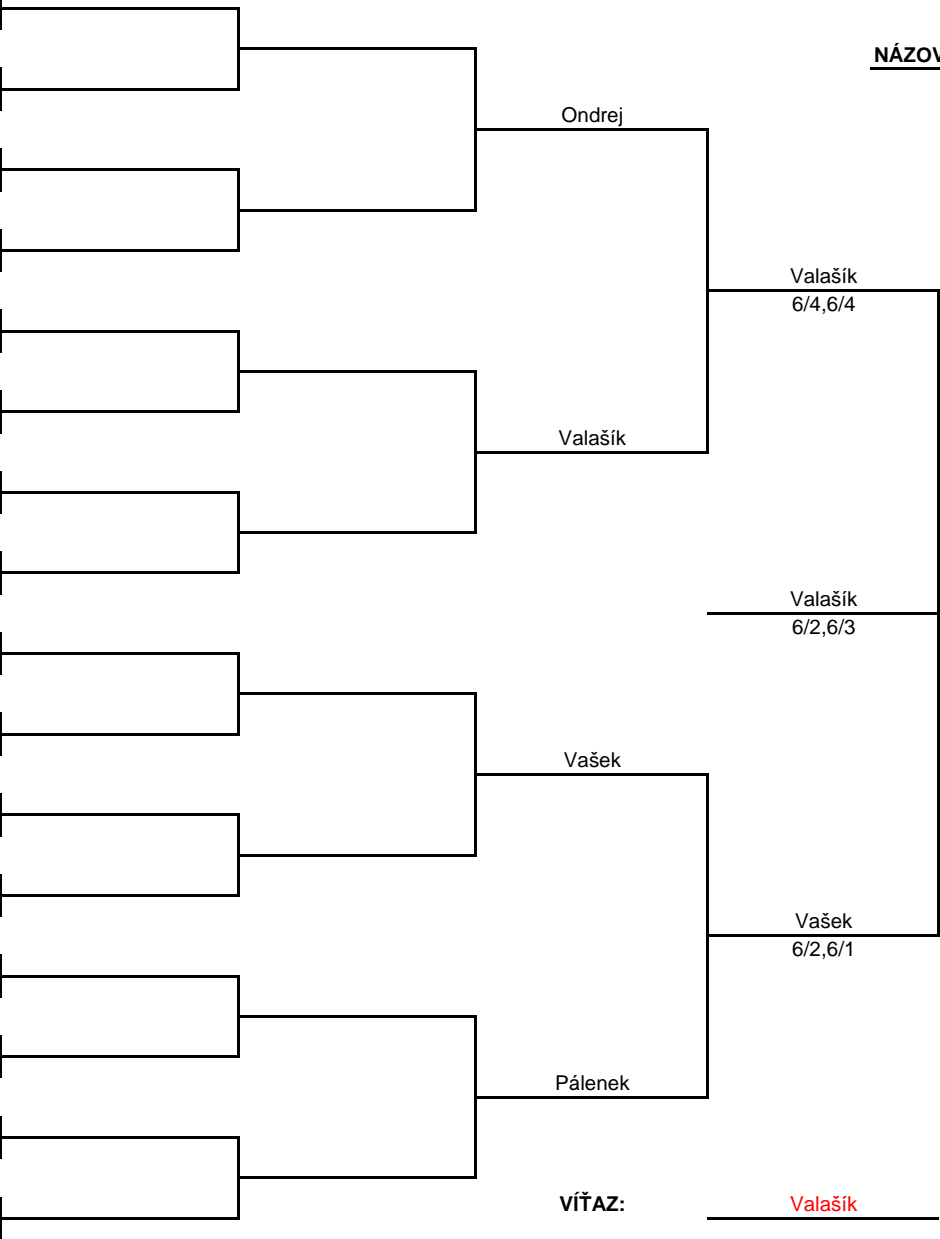 NÁZOV
Ondrej
Valašík
6/4,6/4
Valašík
Valašík
6/2,6/3
Vašek
Vašek
6/2,6/1
Pálenek
VÍŤAZ: Valašík